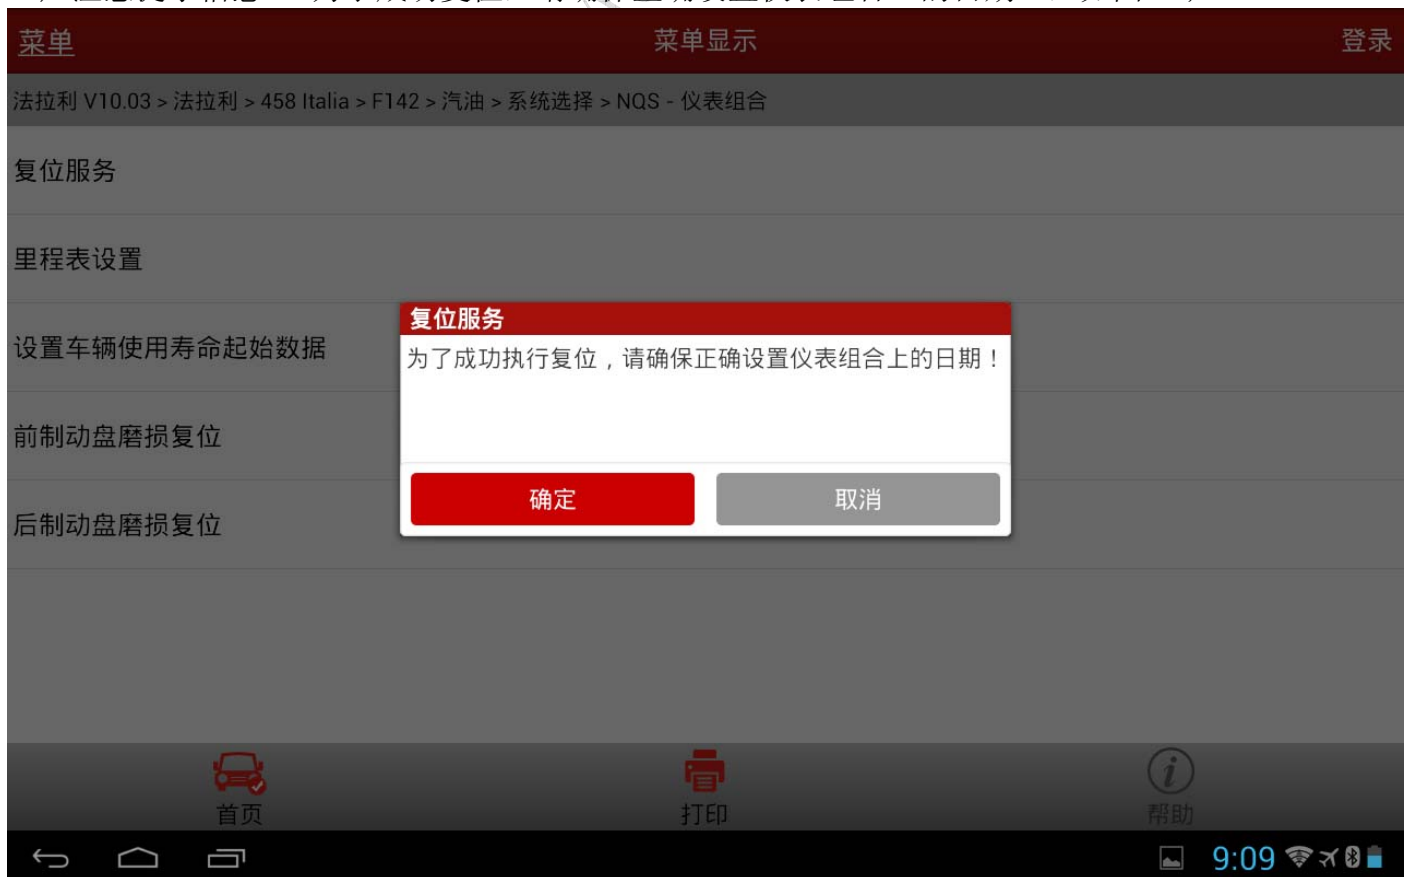 菜单
菜单显示
登录
法拉利 V10.03 > 法拉利 > 458 Italia > F142 > 汽油 > 系统选择 > NQS - 仪表组合
复位服务
里程表设置
设置车辆使用寿命起始数据
前制动盘磨损复位
后制动盘磨损复位
复位服务
为了成功执行复位，请确保正确设置仪表组合上的日期！
确定
取消
首页
打印
帮助
9:09